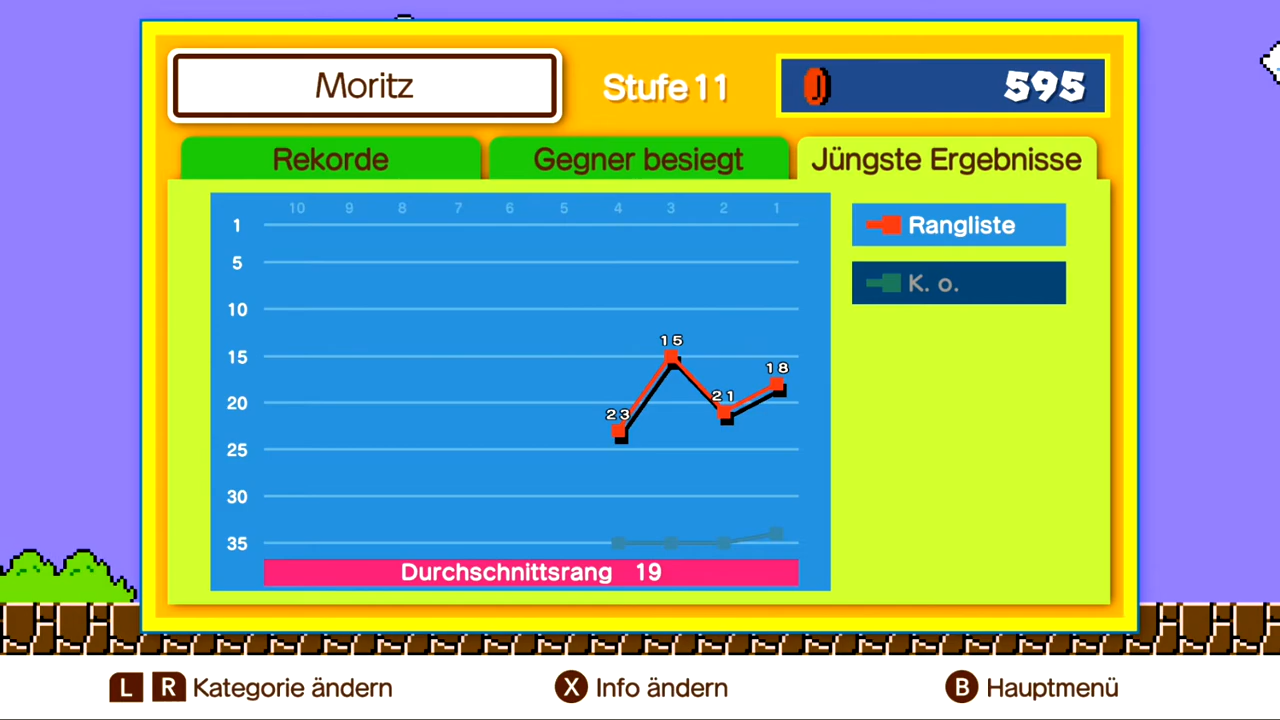 Moritz
Stufe 11
595
Rekorde
Gegner besiegt
Jüngste Ergebnisse
10 9 8 7 6 5 4 3 2 1
1
5
10
15
20
25
30
35
23
15
21
18
Rangliste
K. o.
Durchschnittsrang 19
L R Kategorie ändern
X Info ändern
B Hauptmenü